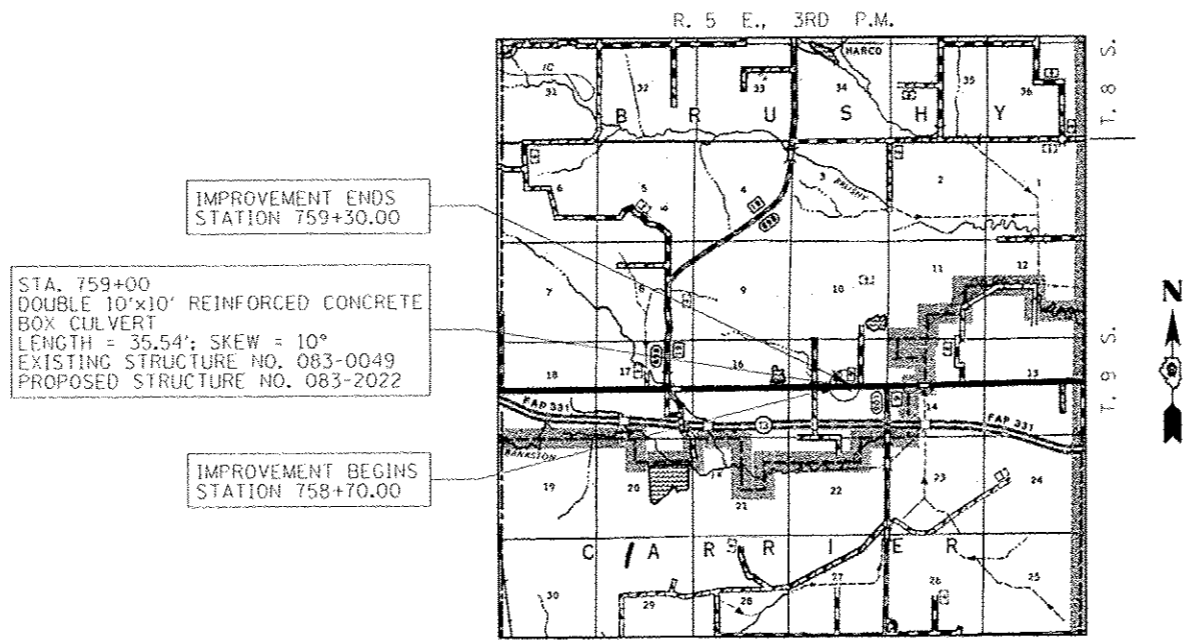 R. 5 E., 3RD P.M.
T. 8 S.
T. 9 S.
N
IMPROVEMENT ENDS
STATION 759+30.00
STA. 759+00
DOUBLE 10'x10' REINFORCED CONCRETE
BOX CULVERT
LENGTH = 35.54'; SKEW = 10°
EXISTING STRUCTURE NO. 083-0049
PROPOSED STRUCTURE NO. 083-2022
IMPROVEMENT BEGINS
STATION 758+70.00
HARCO
IC
31 32 33 34 35 36
B R U S H Y
6 5 4 3 2 1
BRUSHY
7 8 9 10 11 12
18 17 16 14 13
FAP 331
13
FAP 331
BANKSTON
19 20 21 22 23 24
C A R R I E R
30 29 28 27 26 25